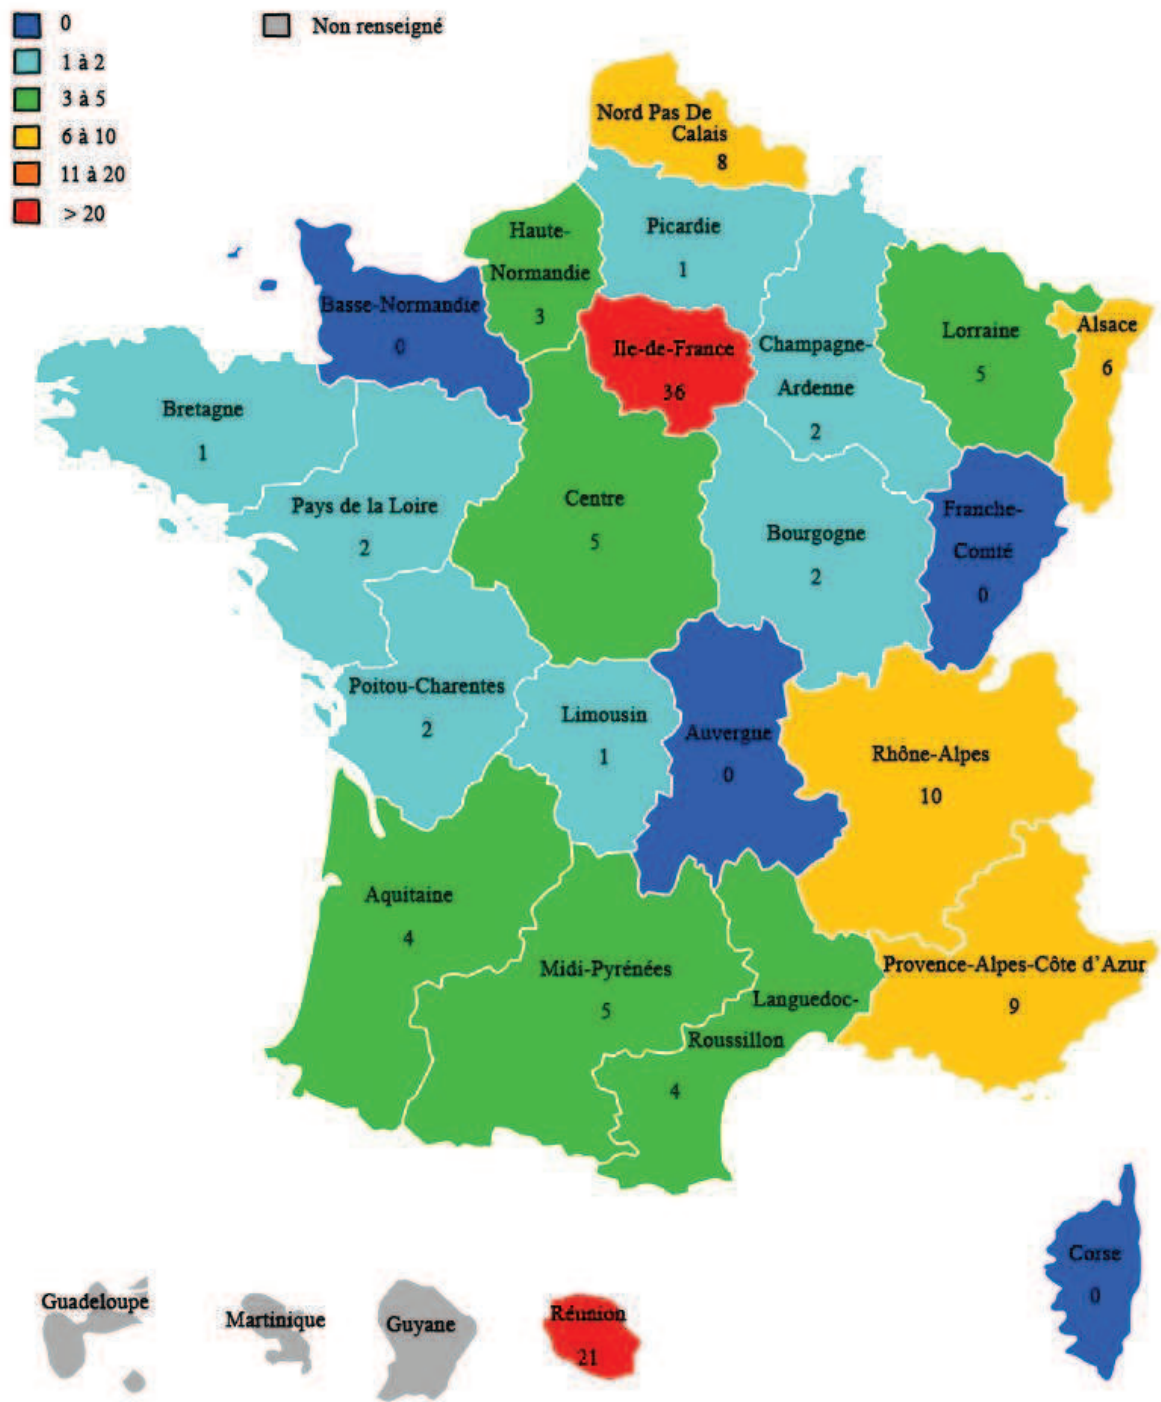 0
1 à 2
3 à 5
6 à 10
11 à 20
> 20
Non renseigné
Nord Pas De
Calais
8
Picardie
1
Haute-
Normandie
3
Basse-Normandie
0
Ile-de-France
36
Champagne-
Ardenne
2
Lorraine
5
Alsace
6
Bretagne
1
Pays de la Loire
2
Centre
5
Bourgogne
2
Franche-
Comté
0
Poitou-Charentes
2
Limousin
1
Auvergne
0
Rhône-Alpes
10
Aquitaine
4
Midi-Pyrénées
5
Languedoc-
Roussillon
4
Provence-Alpes-Côte d'Azur
9
Corse
0
Guadeloupe
Martinique
Guyane
Réunion
21